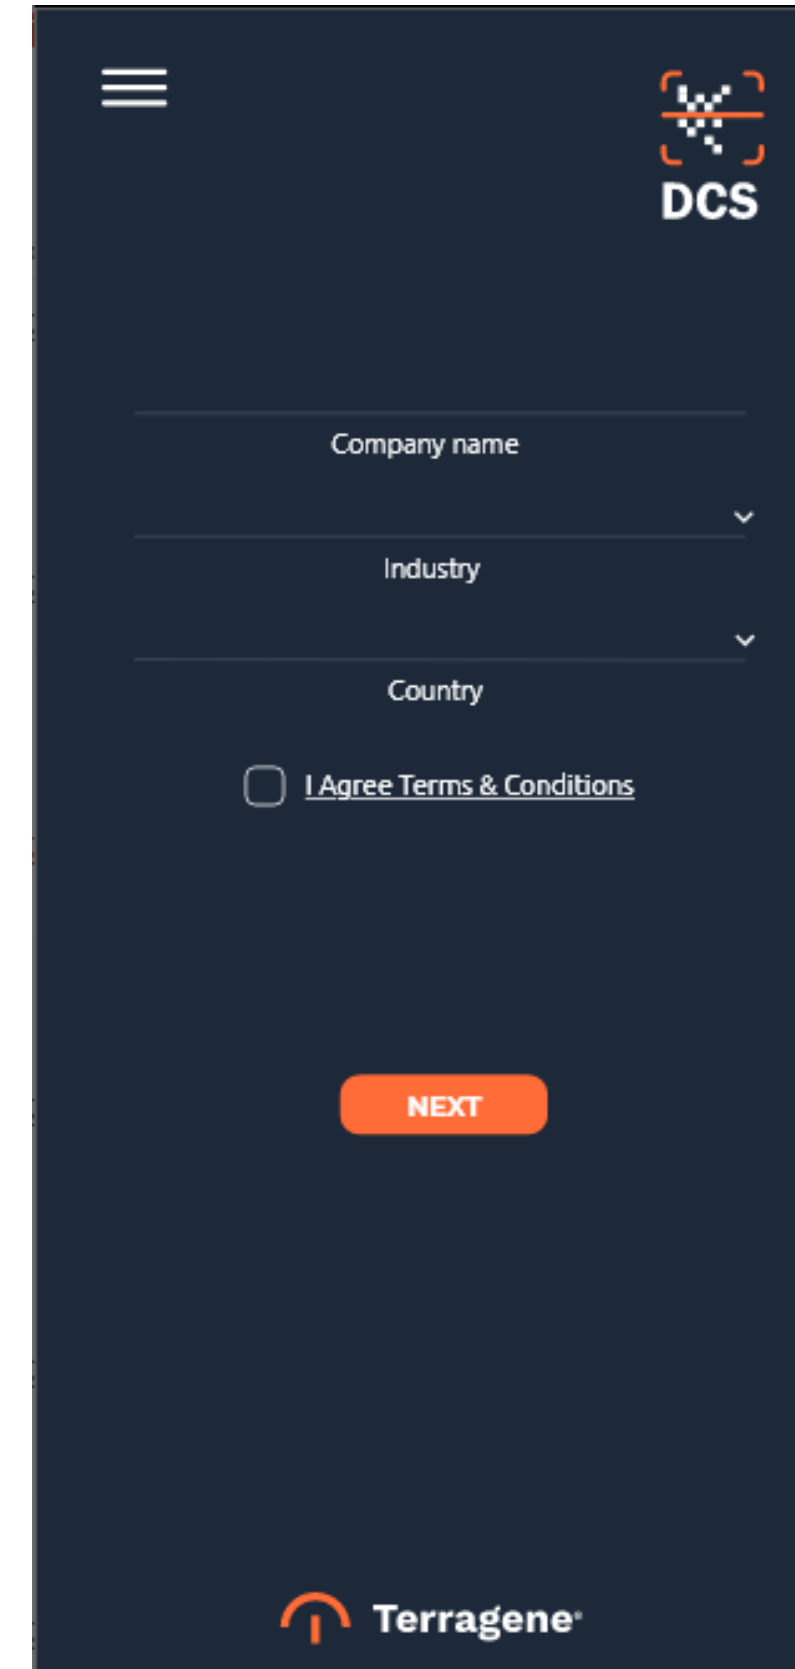 DCS
Company name
Industry
Country
I Agree Terms & Conditions
NEXT
Terragene